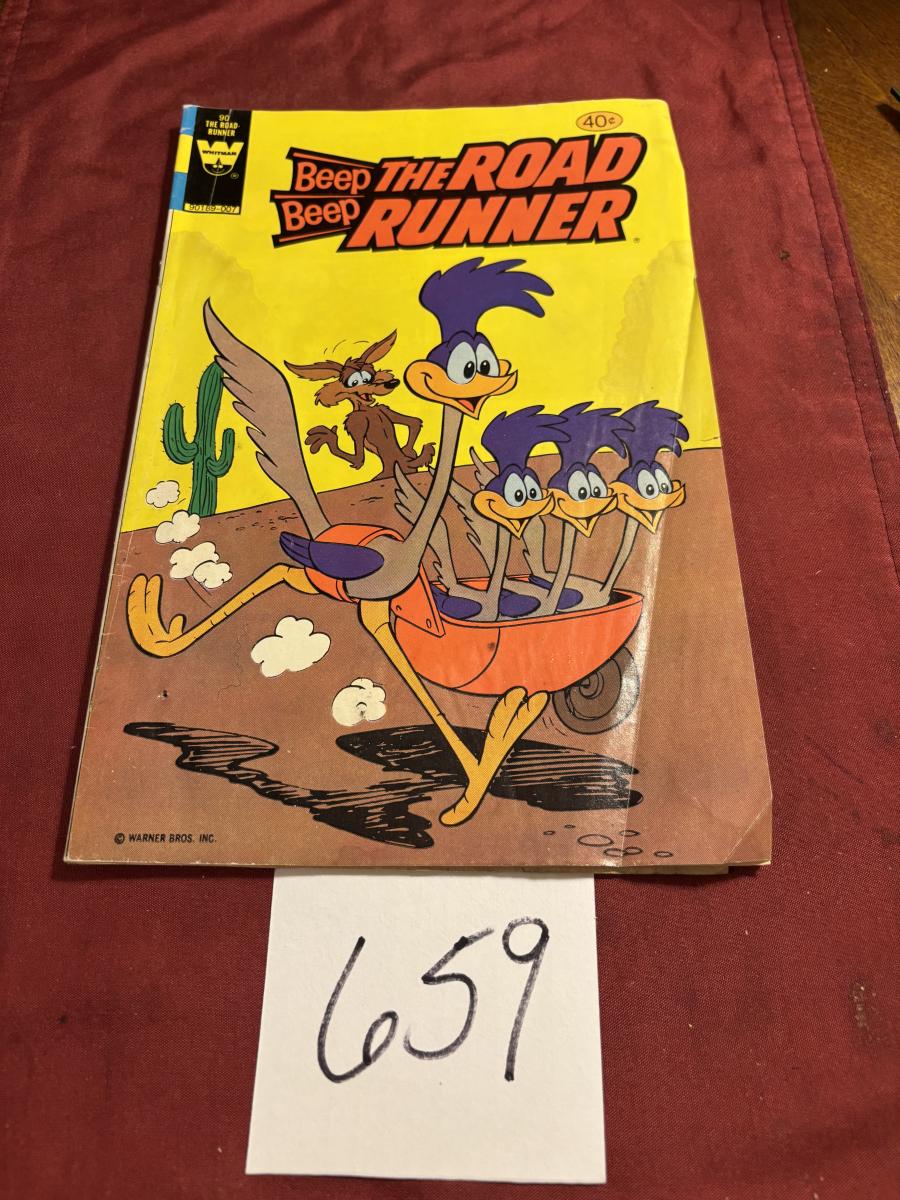 90
THE ROAD-
RUNNER
WHITMAN
®
90189-007
40¢
Beep THE ROAD
Beep RUNNER
®
© WARNER BROS. INC.
659